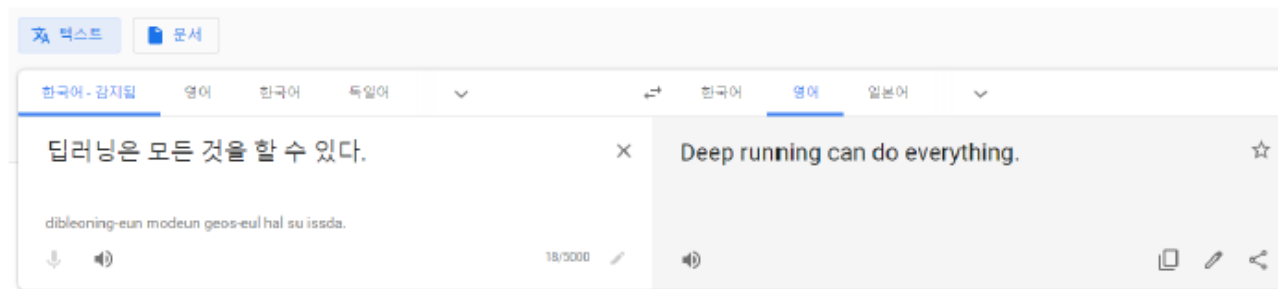 텍스트 문서
한국어 - 감지됨 영어 한국어 독일어 한국어 영어 일본어
딥러닝은 모든 것을 할 수 있다. Deep running can do everything.
dibleoning-eun modeun geos-eul hal su issda.
18/5000